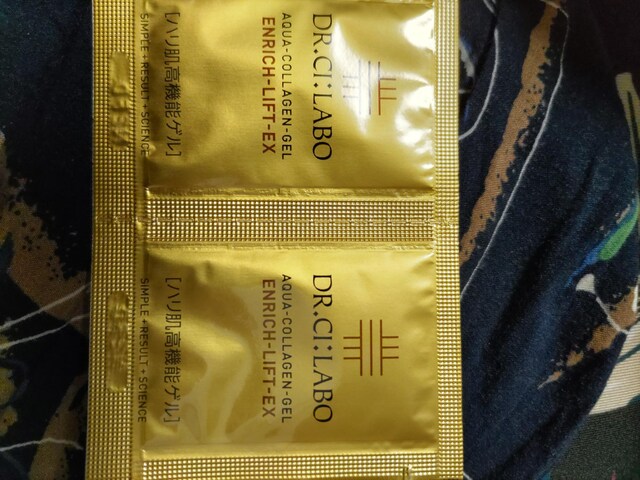 DR.CI:LABO
AQUA-COLLAGEN-GEL
ENRICH-LIFT-EX
[ハリ肌高機能ゲル]
SIMPLE+RESULT+SCIENCE
DR.CI:LABO
AQUA-COLLAGEN-GEL
ENRICH-LIFT-EX
[ハリ肌高機能ゲル]
SIMPLE+RESULT+SCIENCE